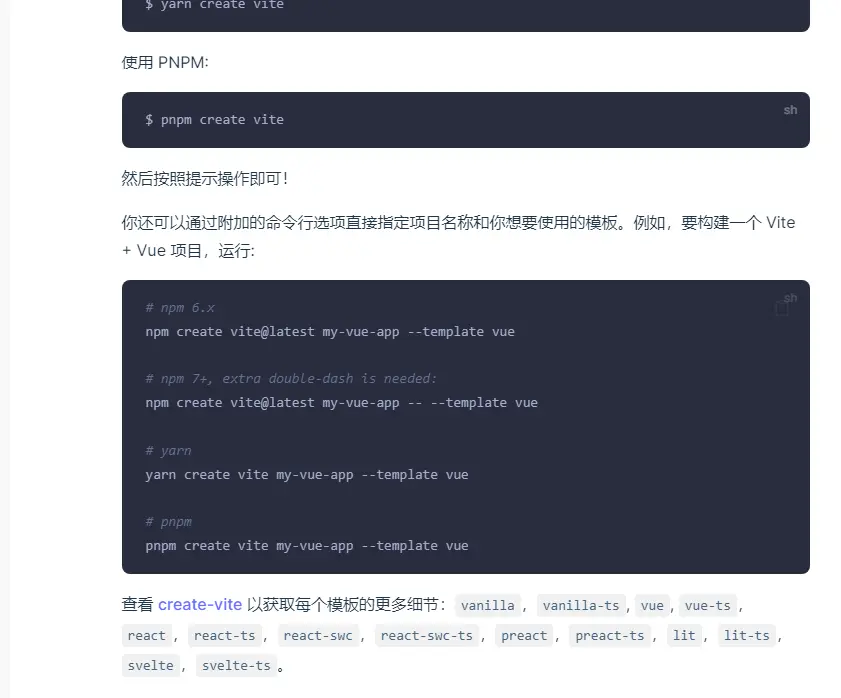 $ yarn create vite
使用 PNPM:
sh
$ pnpm create vite
然后按照提示操作即可！
你还可以通过附加的命令行选项直接指定项目名称和你想要使用的模板。例如，要构建一个 Vite
+ Vue 项目，运行:
sh
# npm 6.x
npm create vite@latest my-vue-app --template vue
# npm 7+, extra double-dash is needed:
npm create vite@latest my-vue-app -- --template vue
# yarn
yarn create vite my-vue-app --template vue
# pnpm
pnpm create vite my-vue-app --template vue
查看 create-vite 以获取每个模板的更多细节：vanilla，vanilla-ts, vue, vue-ts，
react，react-ts，react-swc，react-swc-ts，preact，preact-ts，lit，lit-ts，
svelte，svelte-ts。